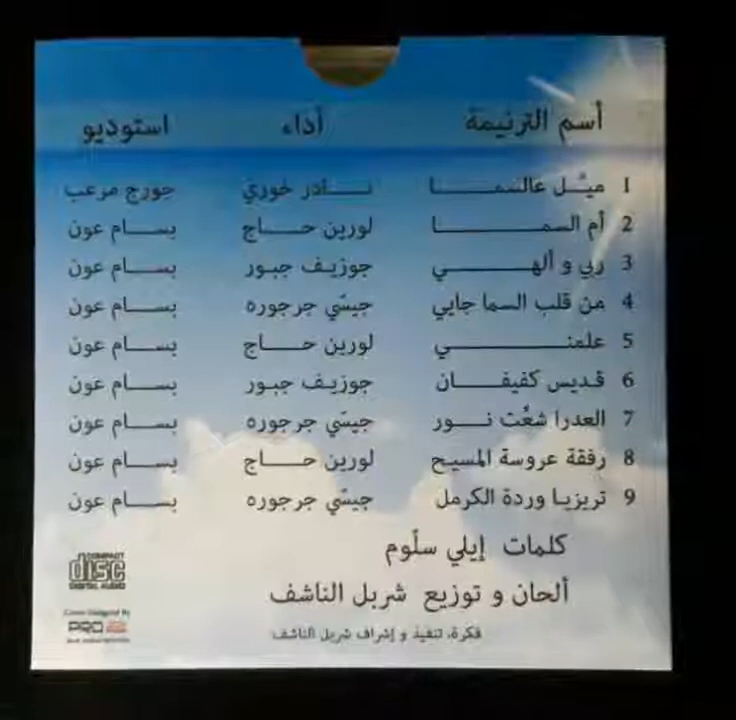 أسم الترنيمة أداء استوديو
1 ميّل عالسما نادر خوري جورج مرعب
2 أم السما لورين حاج بسام عون
3 ربي و ألهي جوزيف جبور بسام عون
4 من قلب السما جايي جيسّي جرجوره بسام عون
5 علمني لورين حاج بسام عون
6 قديس كفيفان جوزيف جبور بسام عون
7 العدرا شعّت نور جيسّي جرجوره بسام عون
8 رفقة عروسة المسيح لورين حاج بسام عون
9 تريزيا وردة الكرمل جيسّي جرجوره بسام عون
كلمات إيلي سلّوم
ألحان و توزيع شربل الناشف
فكرة، تنفيذ و إشراف شربل الناشف
COMPACT
disc
DIGITAL AUDIO
Cover Designed By
PRO